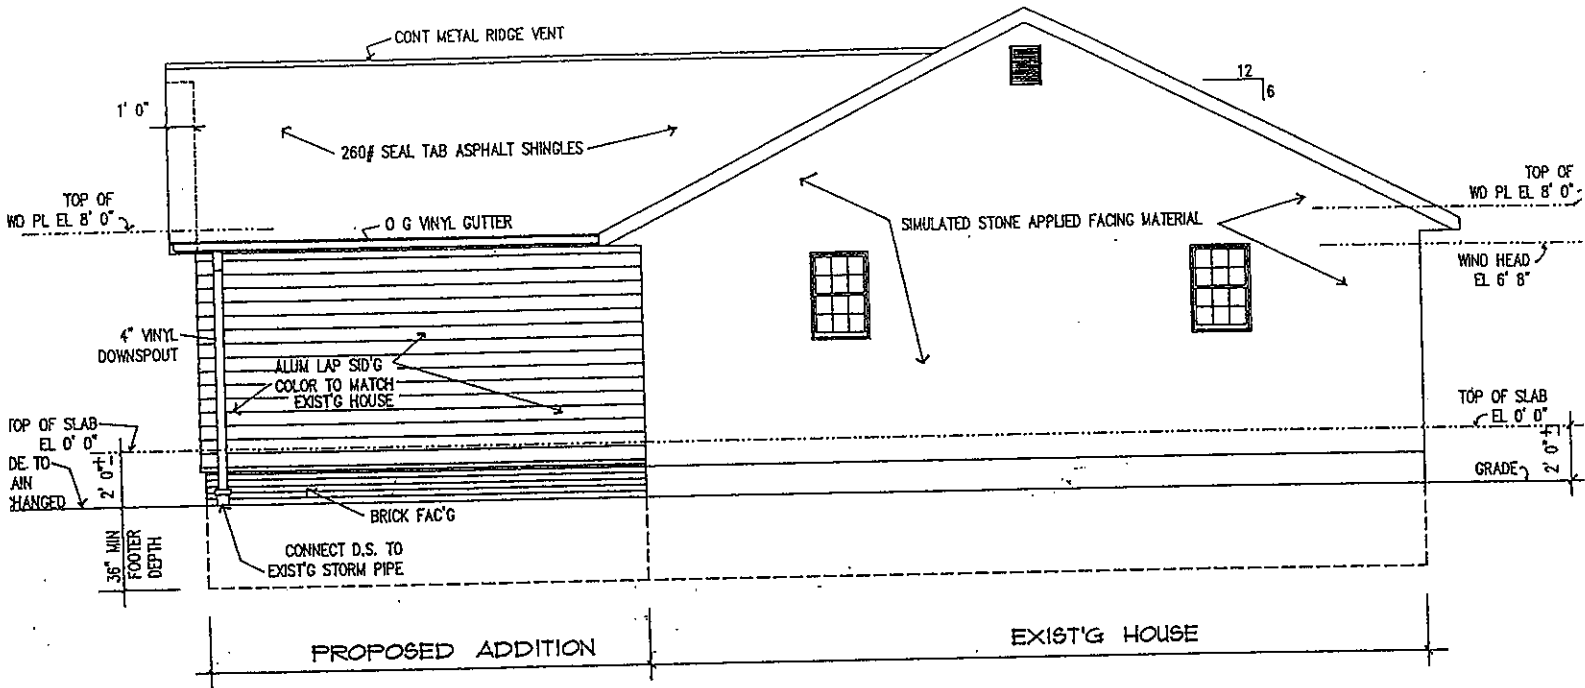 CONT METAL RIDGE VENT
12
6
1' 0"
260# SEAL TAB ASPHALT SHINGLES
TOP OF
WD PL EL 8' 0"
O G VINYL GUTTER
SIMULATED STONE APPLIED FACING MATERIAL
TOP OF
WD PL EL 8' 0"
WIND HEAD
EL 6' 8"
4" VINYL
DOWNSPOUT
ALUM LAP SID'G
COLOR TO MATCH
EXIST'G HOUSE
TOP OF SLAB
EL 0' 0"
TOP OF SLAB
EL 0' 0"
DE. TO
AIN
HANGED
2' 0"±
GRADE
2' 0"±
BRICK FAC'G
36" MIN
FOOTER
DEPTH
CONNECT D.S. TO
EXIST'G STORM PIPE
PROPOSED ADDITION
EXIST'G HOUSE